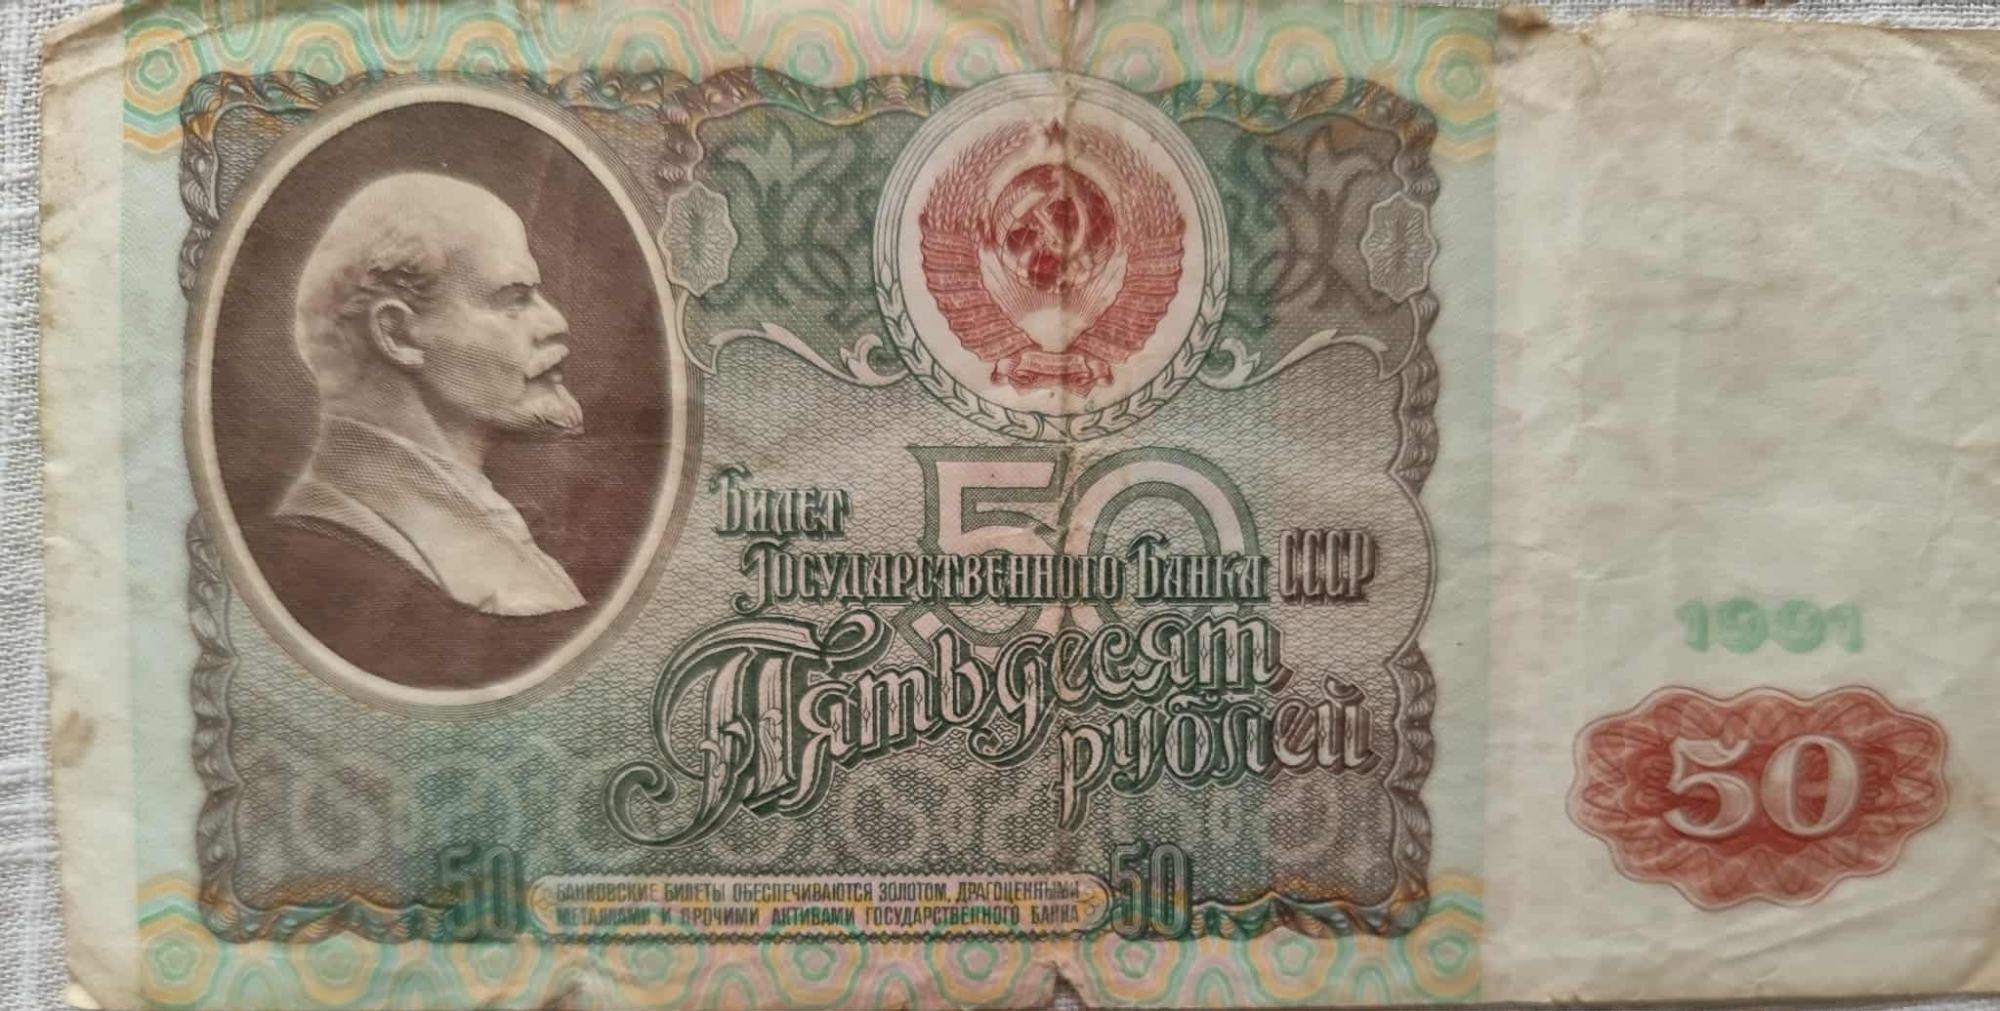 Билет
Государственного Банка СССР
50
Пятьдесят
рублей
1991
50
50
БАНКОВСКИЕ БИЛЕТЫ ОБЕСПЕЧИВАЮТСЯ ЗОЛОТОМ, ДРАГОЦЕННЫМИ
МЕТАЛЛАМИ И ПРОЧИМИ АКТИВАМИ ГОСУДАРСТВЕННОГО БАНКА
50